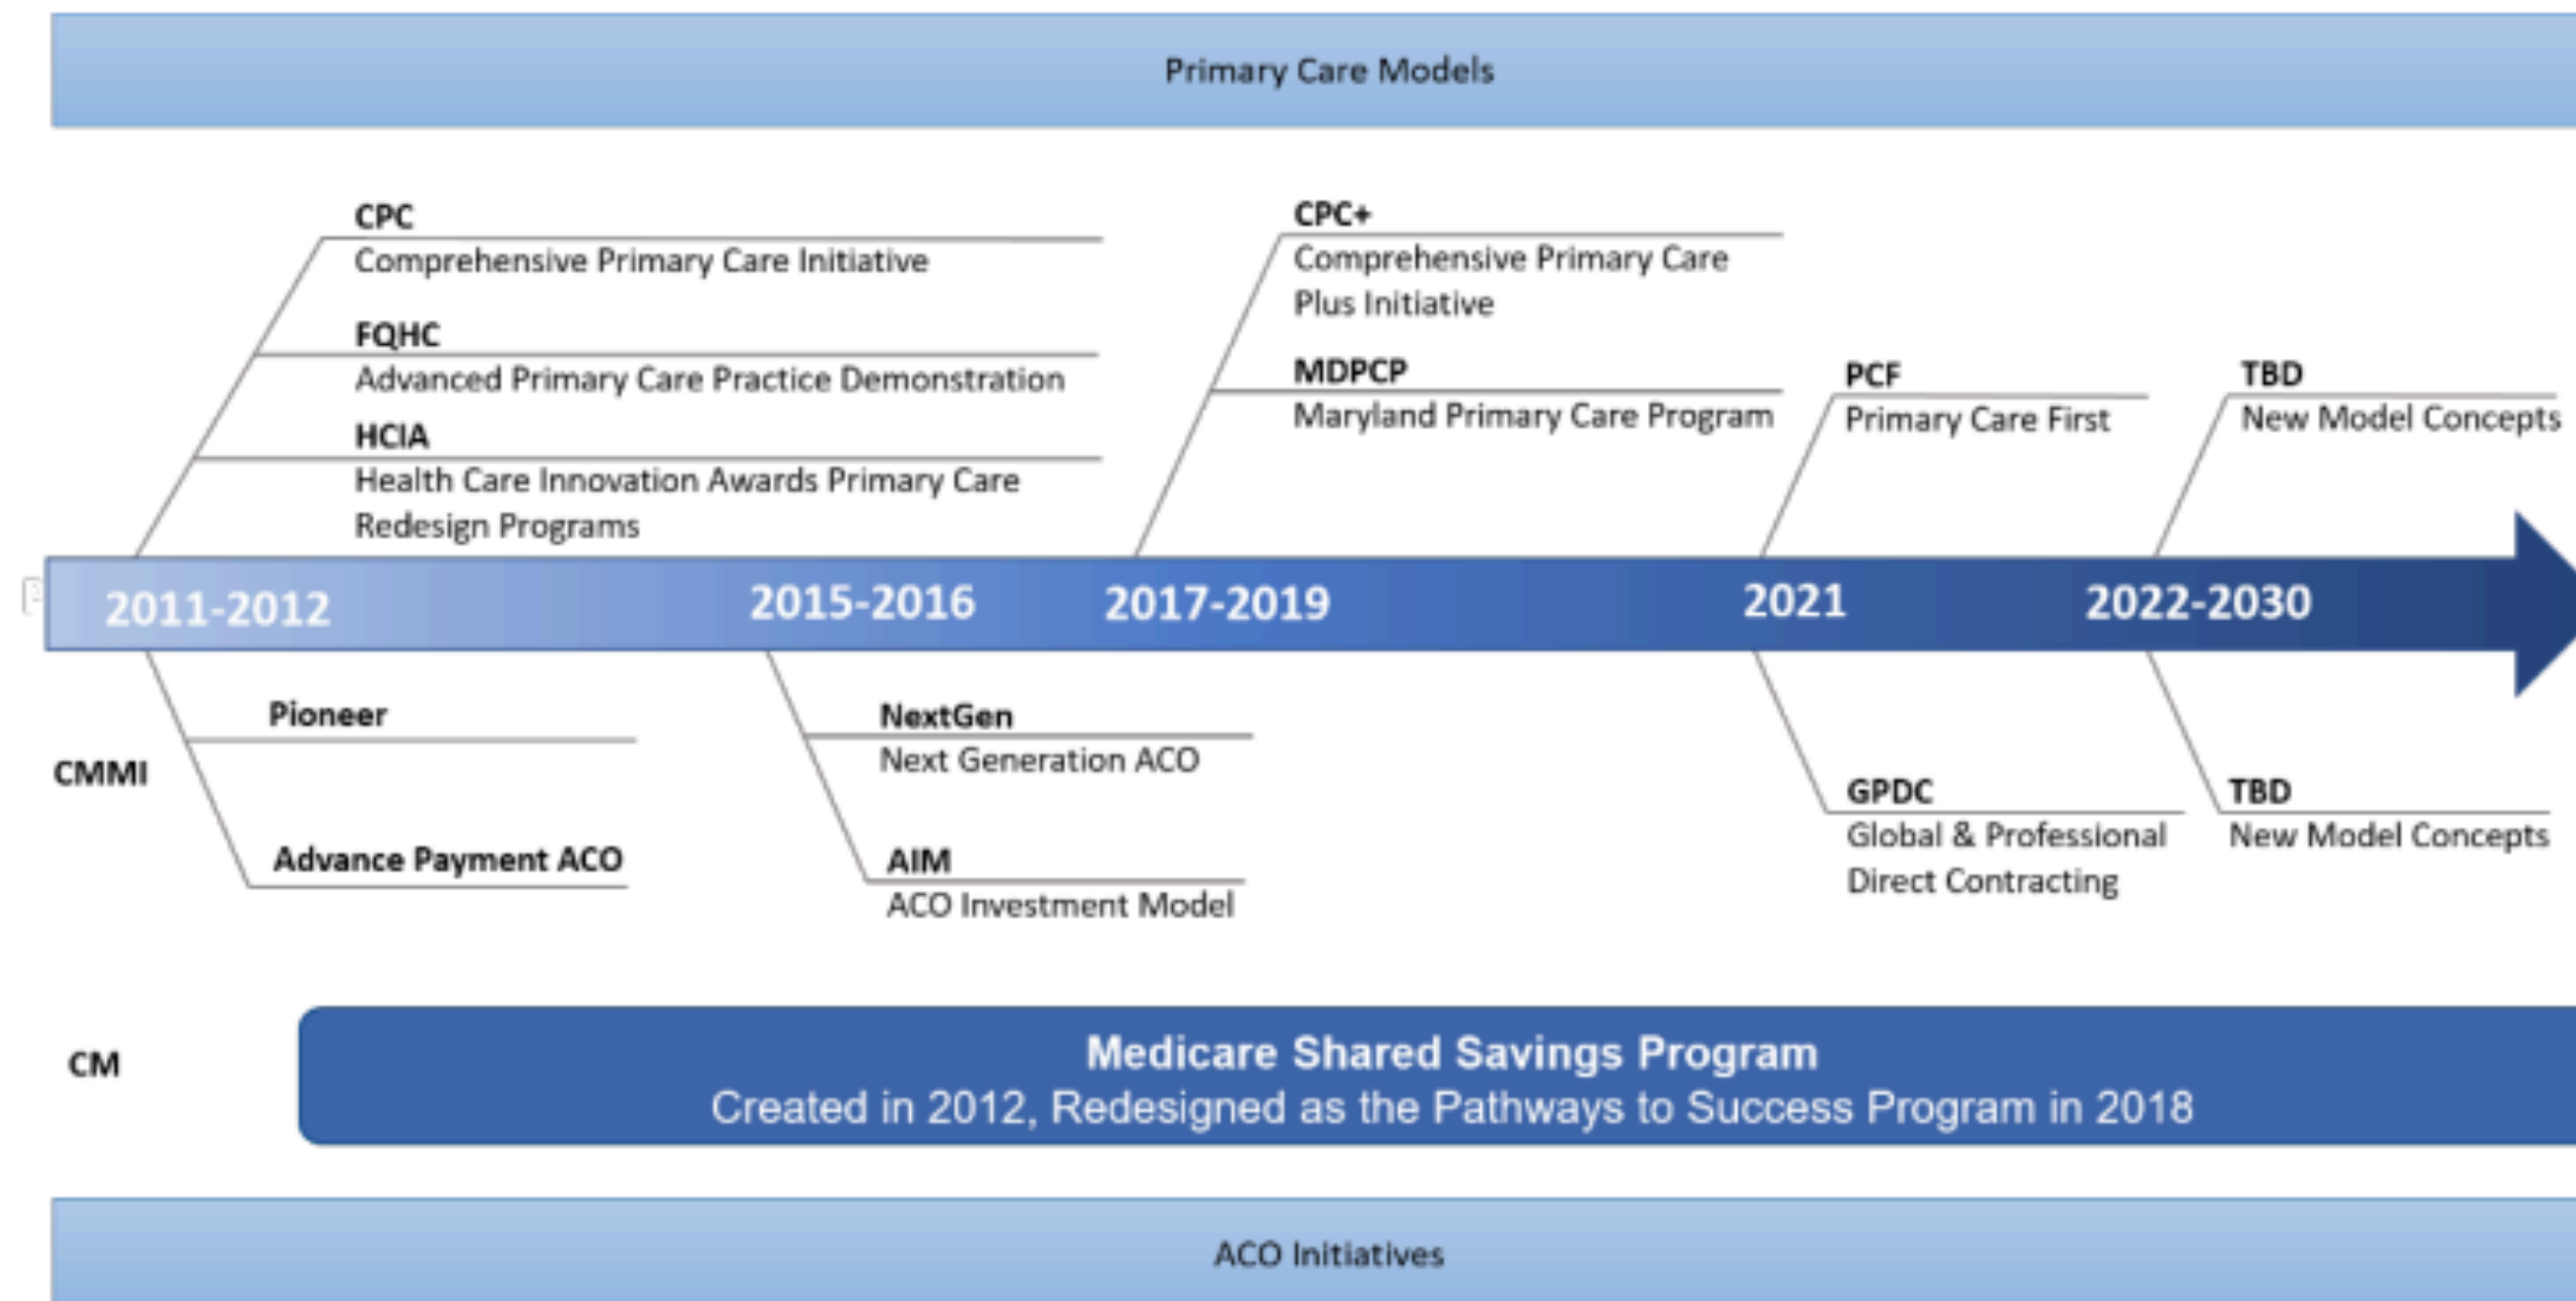 Primary Care Models
CPC
Comprehensive Primary Care Initiative
FQHC
Advanced Primary Care Practice Demonstration
HCIA
Health Care Innovation Awards Primary Care
Redesign Programs
CPC+
Comprehensive Primary Care
Plus Initiative
MDPCP
Maryland Primary Care Program
PCF
Primary Care First
TBD
New Model Concepts
2011-2012
2015-2016
2017-2019
2021
2022-2030
CMMI
Pioneer
Advance Payment ACO
NextGen
Next Generation ACO
AIM
ACO Investment Model
GPDC
Global & Professional
Direct Contracting
TBD
New Model Concepts
CM
Medicare Shared Savings Program
Created in 2012, Redesigned as the Pathways to Success Program in 2018
ACO Initiatives